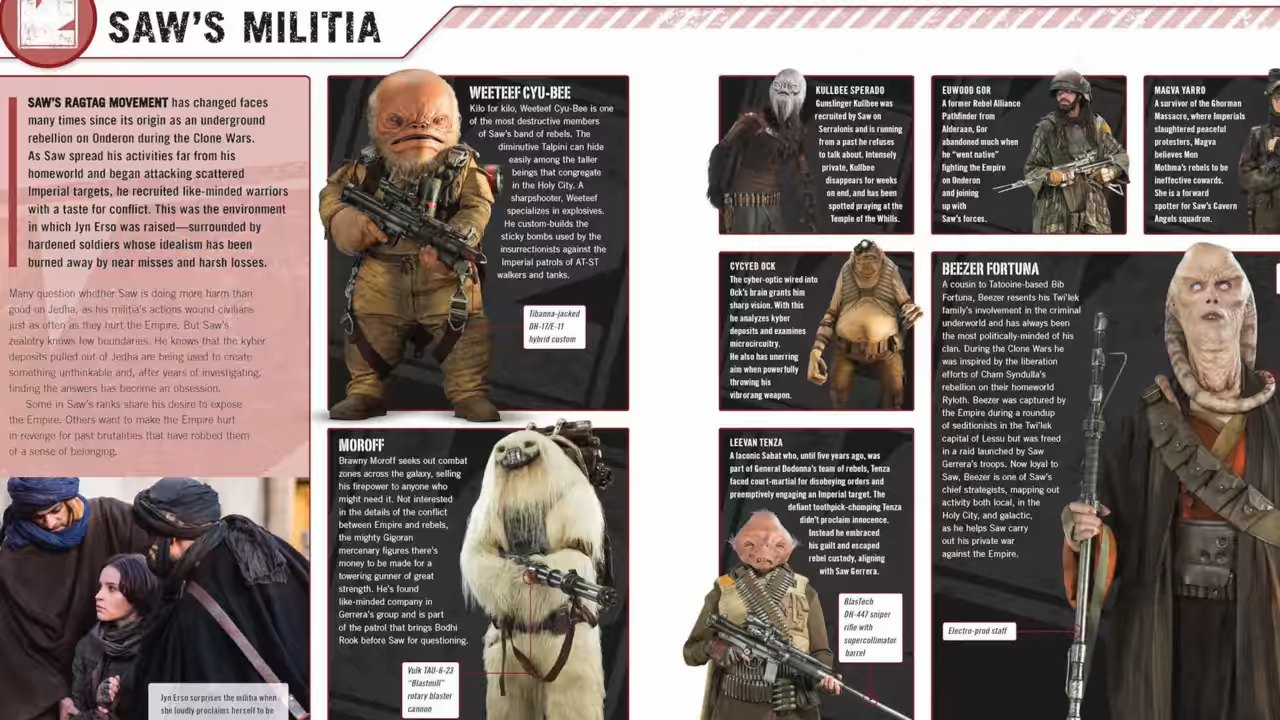 SAW'S MILITIA
SAW'S RAGTAG MOVEMENT has changed faces
many times since its origin as an underground
rebellion on Onderon during the Clone Wars.
As Saw spread his activities far from his
homeworld and began attacking scattered
Imperial targets, he recruited like-minded warriors
with a taste for conflict. This was the environment
in which Jyn Erso was raised—surrounded by
hardened soldiers whose idealism has been
burned away by near misses and harsh losses.
Many question whether Saw is doing more harm than
good on Jedha, as his militia's actions wound civilians
just as often as they hurt the Empire. But Saw's
zealotry knows few boundaries. He knows that the kyber
deposits pulled out of Jedha are being used to create
something unthinkable and, after years of investigating,
finding the answers has become an obsession.
Some in Saw's ranks share his desire to expose
the Empire. Others want to make the Empire hurt
in revenge for past brutalities that have robbed them
of a sense of belonging.
Jyn Erso surprises the militia when
she loudly proclaims herself to be
WEETEEF CYU-BEE
Kilo for kilo, Weeteef Cyu-Bee is one
of the most destructive members
of Saw's band of rebels. The
diminutive Talpini can hide
easily among the taller
beings that congregate
in the Holy City. A
sharpshooter, Weeteef
specializes in explosives.
He custom-builds the
sticky bombs used by the
insurrectionists against the
Imperial patrols of AT-ST
walkers and tanks.
Tibanna-jacked
DH-17/E-11
hybrid custom
MOROFF
Brawny Moroff seeks out combat
zones across the galaxy, selling
his firepower to anyone who
might need it. Not interested
in the details of the conflict
between Empire and rebels,
the mighty Gigoran
mercenary figures there's
money to be made for a
towering gunner of great
strength. He's found
like-minded company in
Gerrera's group and is part
of the patrol that brings Bodhi
Rook before Saw for questioning.
Vulk TAU-6-23
"Blastmill"
rotary blaster
cannon
KULLBEE SPERADO
Gunslinger Kullbee was
recruited by Saw on
Serralonis and is running
from a past he refuses
to talk about. Intensely
private, Kullbee
disappears for weeks
on end, and has been
spotted praying at the
Temple of the Whills.
EUWOOD GOR
A former Rebel Alliance
Pathfinder from
Alderaan, Gor
abandoned much when
he "went native"
fighting the Empire
on Onderon
and joining
up with
Saw's forces.
MAGVA YARRO
A survivor of the Ghorman
Massacre, where Imperials
slaughtered peaceful
protesters, Magva
believes Mon
Mothma's rebels to be
ineffective cowards.
She is a forward
spotter for Saw's Cavern
Angels squadron.
CYCYED OCK
The cyber-optic wired into
Ock's brain grants him
sharp vision. With this
he analyzes kyber
deposits and examines
microcircuitry.
He also has unerring
aim when powerfully
throwing his
vibrorang weapon.
LEEVAN TENZA
A laconic Sabat who, until five years ago, was
part of General Dodonna's team of rebels, Tenza
faced court-martial for disobeying orders and
preemptively engaging an Imperial target. The
defiant toothpick-chomping Tenza
didn't proclaim innocence.
Instead he embraced
his guilt and escaped
rebel custody, aligning
with Saw Gerrera.
BlasTech
DH-447 sniper
rifle with
supercollimator
barrel
BEEZER FORTUNA
A cousin to Tatooine-based Bib
Fortuna, Beezer resents his Twi'lek
family's involvement in the criminal
underworld and has always been
the most politically-minded of his
clan. During the Clone Wars he
was inspired by the liberation
efforts of Cham Syndulla's
rebellion on their homeworld
Ryloth. Beezer was captured by
the Empire during a roundup
of seditionists in the Twi'lek
capital of Lessu but was freed
in a raid launched by Saw
Gerrera's troops. Now loyal to
Saw, Beezer is one of Saw's
chief strategists, mapping out
activity both local, in the
Holy City, and galactic,
as he helps Saw carry
out his private war
against the Empire.
Electro-prod staff